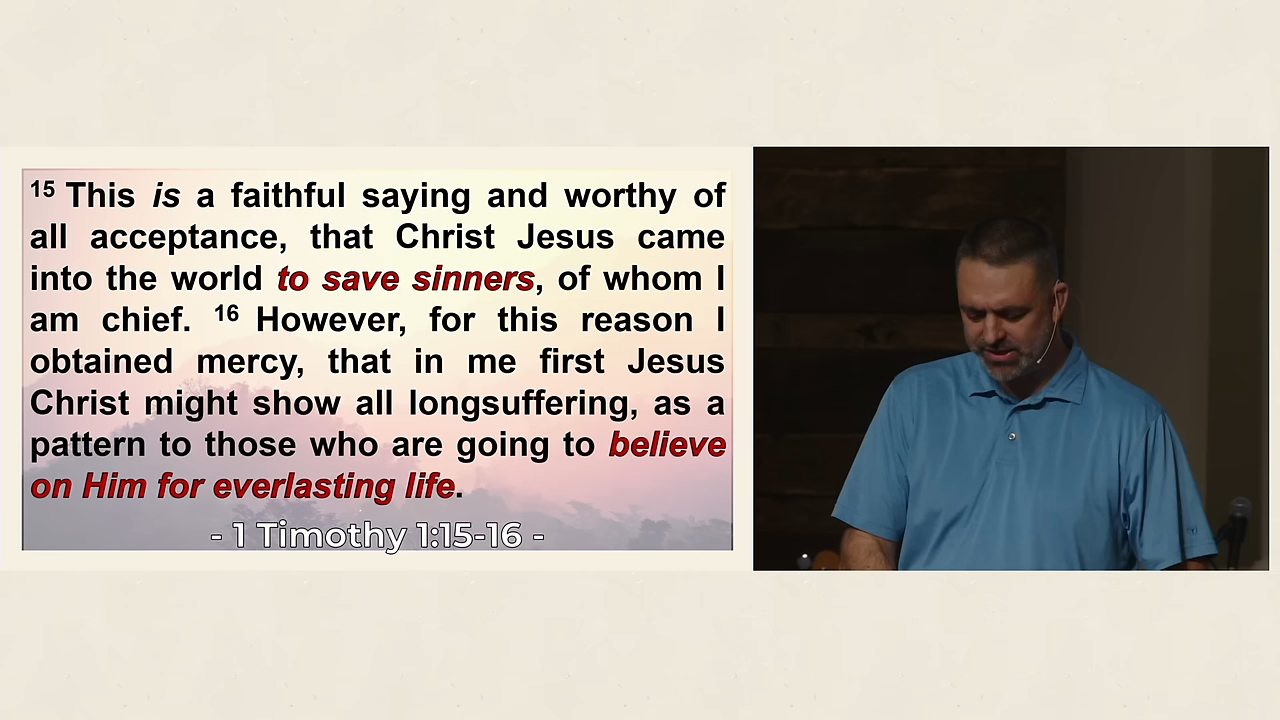 15 This is a faithful saying and worthy of
all acceptance, that Christ Jesus came
into the world to save sinners, of whom I
am chief. 16 However, for this reason I
obtained mercy, that in me first Jesus
Christ might show all longsuffering, as a
pattern to those who are going to believe
on Him for everlasting life.
- 1 Timothy 1:15-16 -